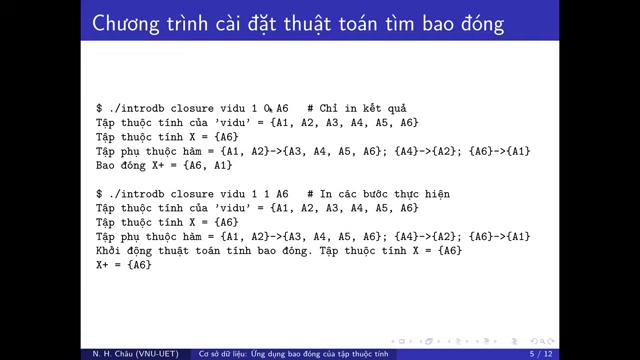 Chương trình cài đặt thuật toán tìm bao đóng
$ ./introdb closure vidu 1 0 A6 # Chỉ in kết quả
Tập thuộc tính của 'vidu' = {A1, A2, A3, A4, A5, A6}
Tập thuộc tính X = {A6}
Tập phụ thuộc hàm = {A1, A2}->{A3, A4, A5, A6}; {A4}->{A2}; {A6}->{A1}
Bao đóng X+ = {A6, A1}
$ ./introdb closure vidu 1 1 A6 # In các bước thực hiện
Tập thuộc tính của 'vidu' = {A1, A2, A3, A4, A5, A6}
Tập thuộc tính X = {A6}
Tập phụ thuộc hàm = {A1, A2}->{A3, A4, A5, A6}; {A4}->{A2}; {A6}->{A1}
Khởi động thuật toán tính bao đóng. Tập thuộc tính X = {A6}
X+ = {A6}
N. H. Châu (VNU-UET) Cơ sở dữ liệu: Ứng dụng bao đóng của tập thuộc tính 5 / 12